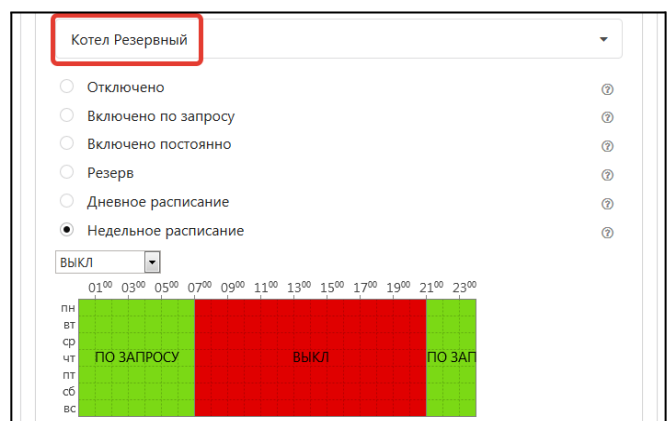 Котел Резервный
Отключено
Включено по запросу
Включено постоянно
Резерв
Дневное расписание
Недельное расписание
ВЫКЛ
01⁰⁰ 03⁰⁰ 05⁰⁰ 07⁰⁰ 09⁰⁰ 11⁰⁰ 13⁰⁰ 15⁰⁰ 17⁰⁰ 19⁰⁰ 21⁰⁰ 23⁰⁰
пн
вт
ср
чт ПО ЗАПРОСУ ВЫКЛ ПО ЗАП
пт
сб
вс